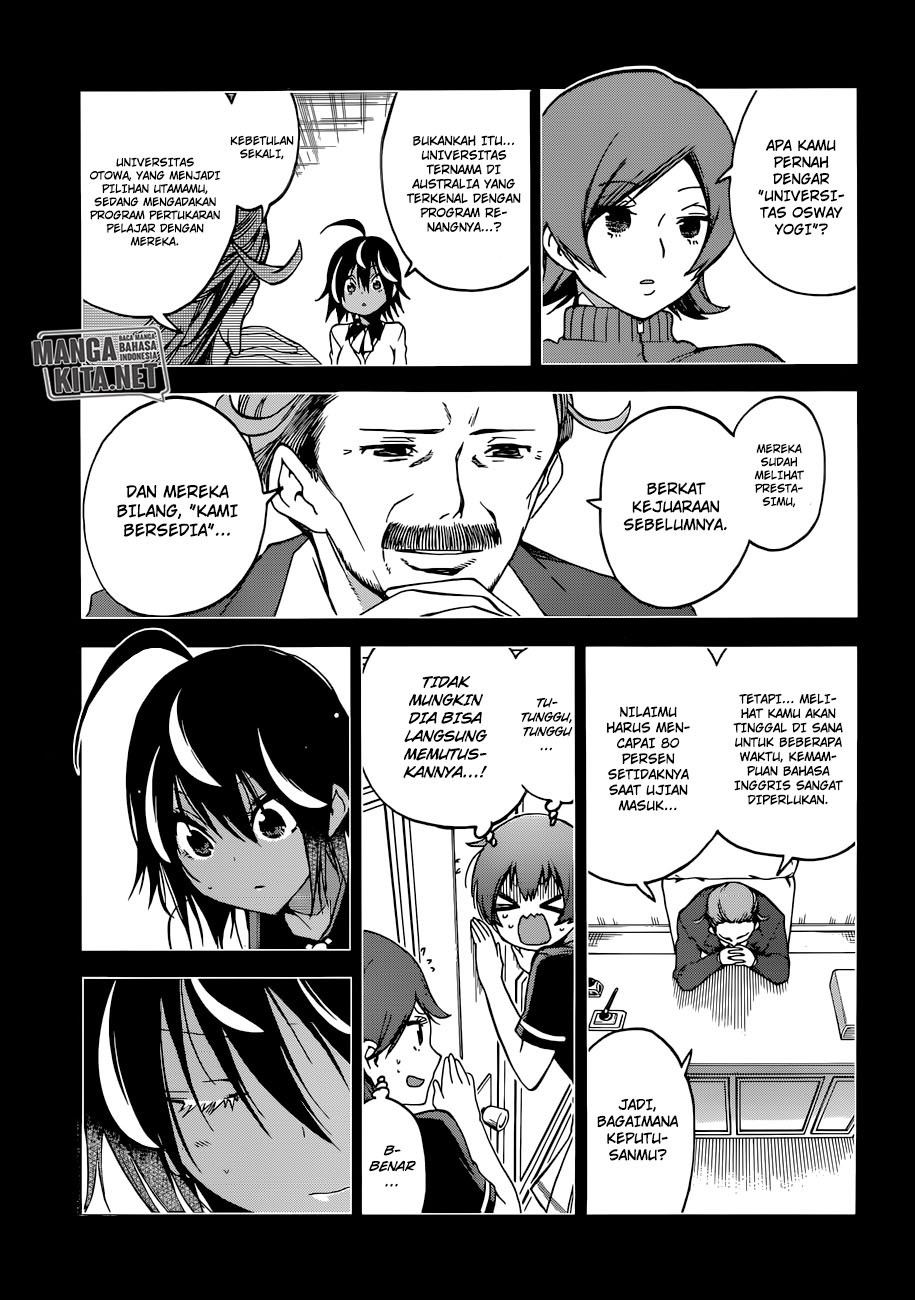 APA KAMU
PERNAH
DENGAR
"UNIVERSI-
TAS OSWAY
YOGI"?
BUKANKAH ITU...
UNIVERSITAS
TERNAMA DI
AUSTRALIA YANG
TERKENAL DENGAN
PROGRAM RE-
NANGNYA...?
KEBETULAN
SEKALI,
UNIVERSITAS
OTOWA, YANG MENJADI
PILIHAN UTAMAMU,
SEDANG MENGADAKAN
PROGRAM PERTUKARAN
PELAJAR DENGAN
MEREKA.
MANGA
KITA.NET
BACA MANGA
BAHASA
INDONESIA
MEREKA
SUDAH
MELIHAT
PRESTA-
SIMU,
BERKAT
KEJUARAAN
SEBELUMNYA.
DAN MEREKA
BILANG, "KAMI
BERSEDIA"...
TETAPI... MELI-
HAT KAMU AKAN
TINGGAL DI SANA
UNTUK BEBERAPA
WAKTU, KEMAM-
PUAN BAHASA
INGGRIS SANGAT
DIPERLUKAN.
NILAIMU
HARUS MEN-
CAPAI 80
PERSEN
SETIDAKNYA
SAAT UJIAN
MASUK...
JADI,
BAGAIMANA
KEPUTU-
SANMU?
TU-
TUNGGU,
TUNGGU
...
TIDAK
MUNGKIN
DIA BISA
LANGSUNG
MEMUTUS-
KANNYA...!
B-
BENAR
...